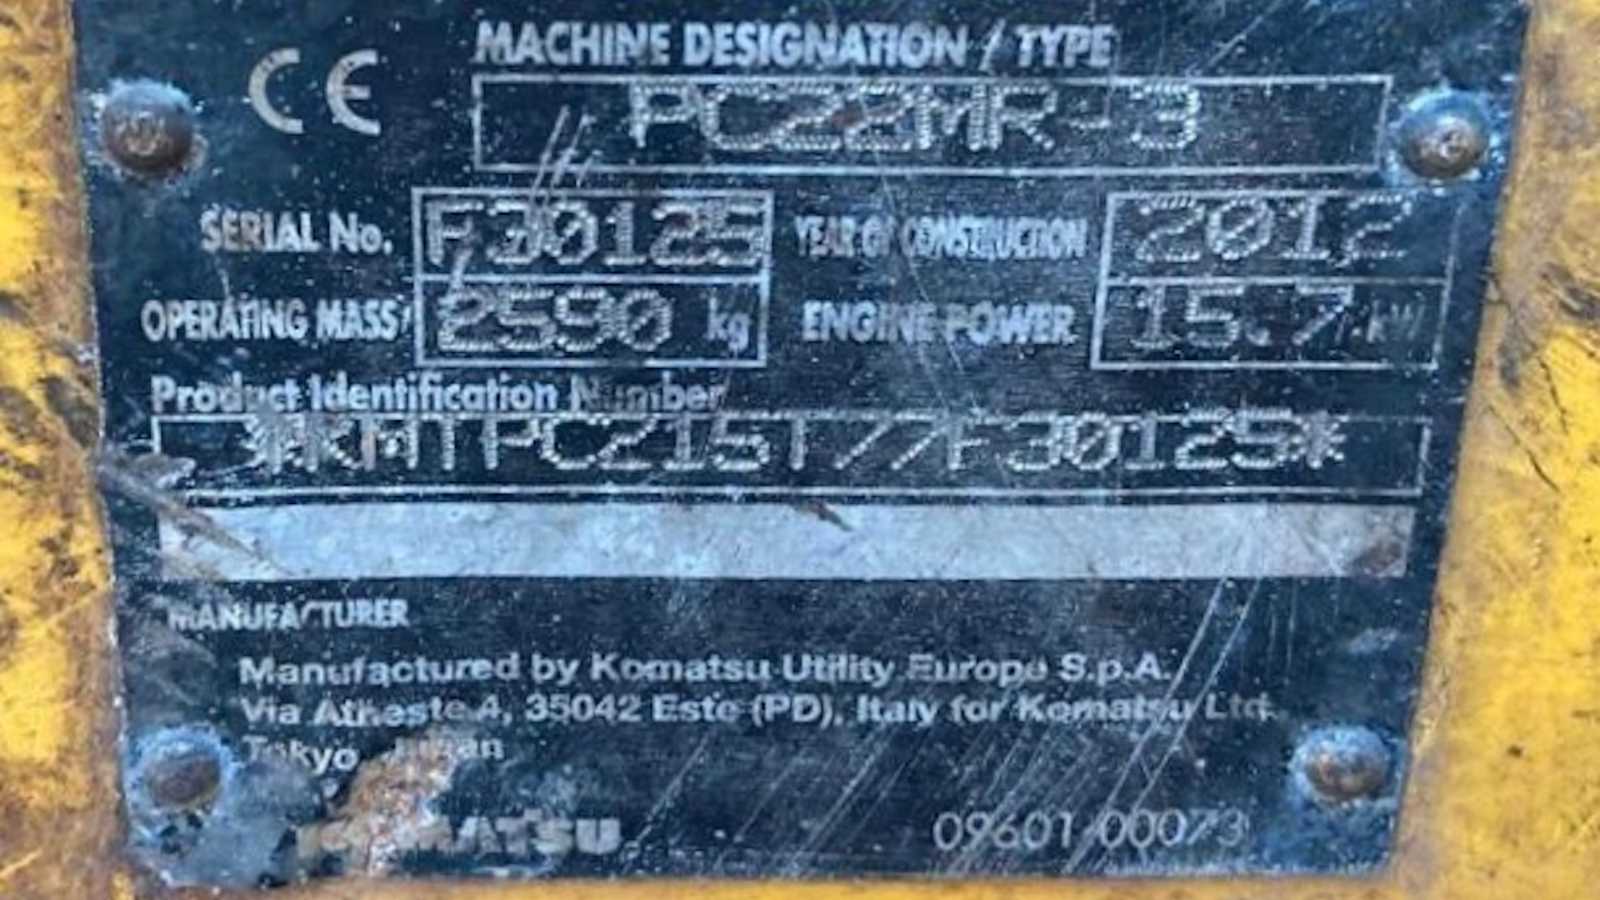 CE
MACHINE DESIGNATION / TYPE
PC22MR-3
SERIAL No. F30125 YEAR OF CONSTRUCTION 2012
OPERATING MASS 2590 kg ENGINE POWER 15.7 kW
Product Identification Number
*KMTPC215T77F30125*
MANUFACTURER
Manufactured by Komatsu Utility Europe S.p.A.
Via Atheste 4, 35042 Este (PD), Italy for Komatsu Ltd.
Tokyo Japan
KOMATSU
09601-00073